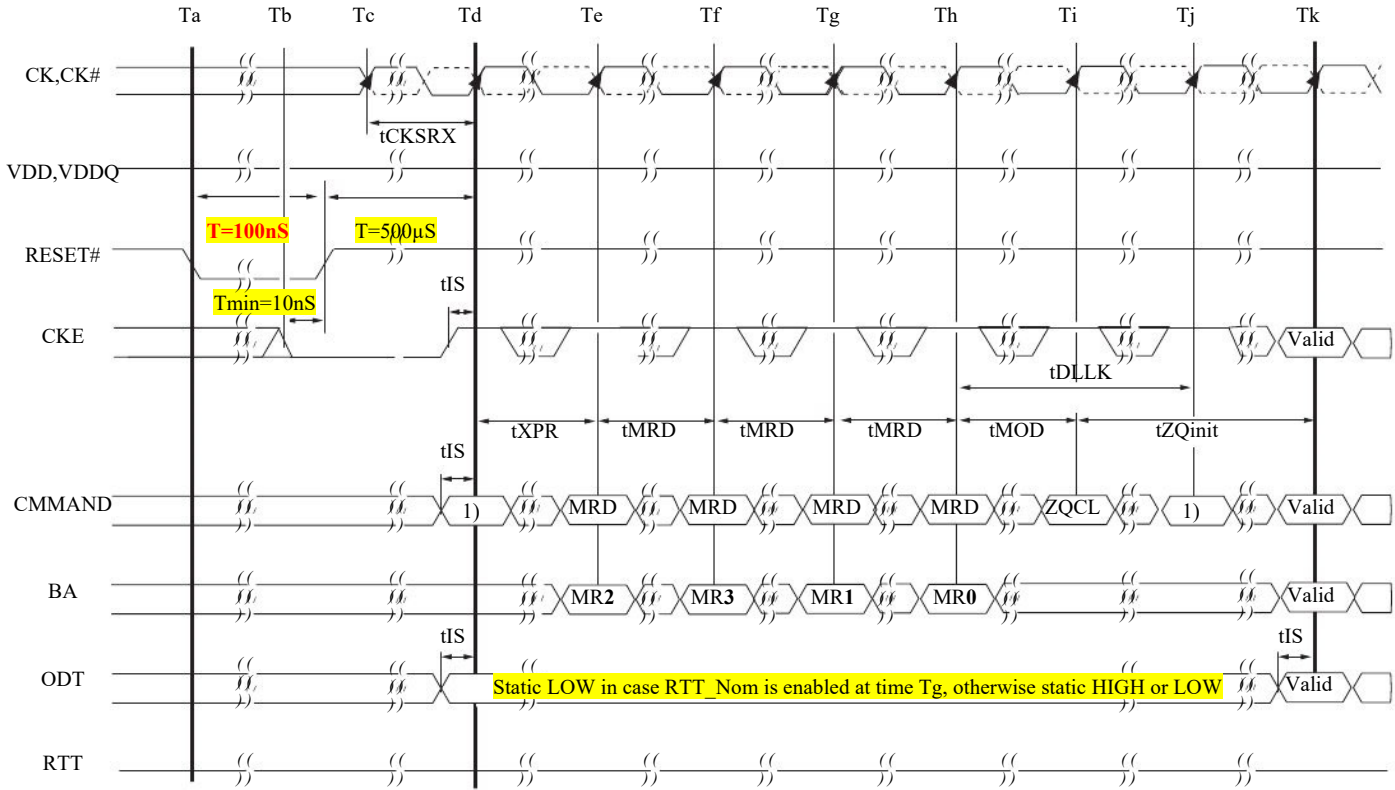 Ta Tb Tc Td Te Tf Tg Th Ti Tj Tk
CK,CK#
tCKSRX
VDD,VDDQ
T=100nS T=500µS
RESET#
Tmin=10nS tIS
CKE Valid
tDLLK
tXPR tMRD tMRD tMRD tMOD tZQinit
tIS
CMMAND 1) MRD MRD MRD MRD ZQCL 1) Valid
BA MR2 MR3 MR1 MR0 Valid
tIS tIS
ODT Static LOW in case RTT_Nom is enabled at time Tg, otherwise static HIGH or LOW Valid
RTT